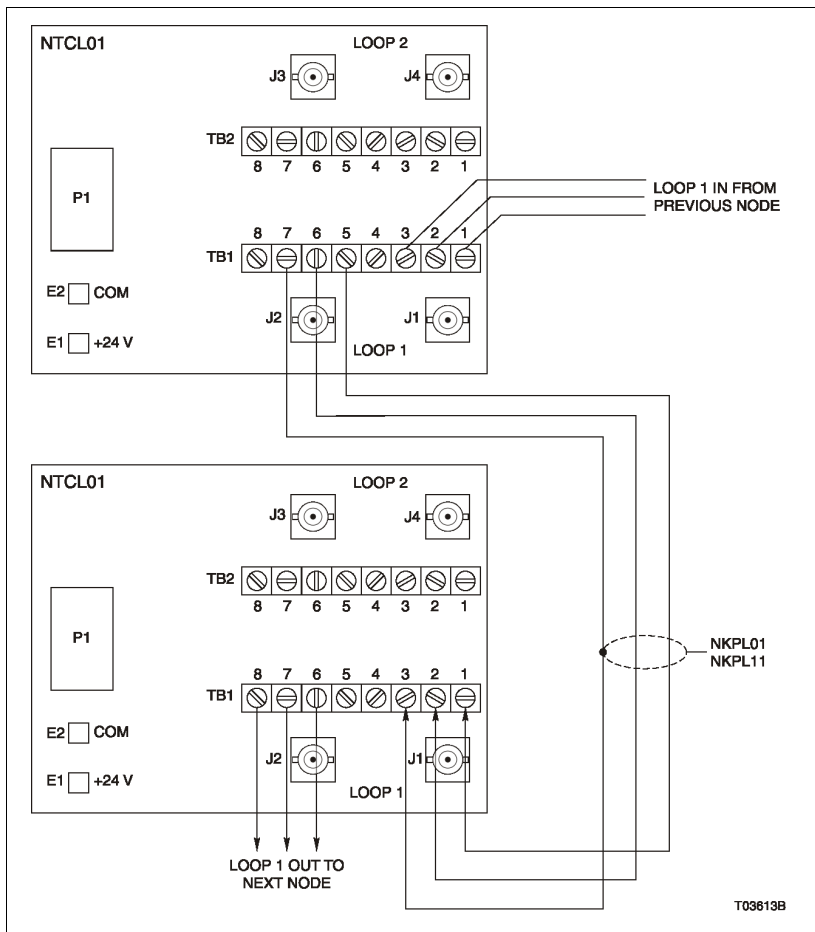 NTCL01
LOOP 2
J3
J4
TB2
8 7 6 5 4 3 2 1
P1
LOOP 1 IN FROM
PREVIOUS NODE
8 7 6 5 4 3 2 1
TB1
E2 COM
J2
J1
E1 +24 V
LOOP 1
NTCL01
LOOP 2
J3
J4
TB2
8 7 6 5 4 3 2 1
P1
NKPL01
NKPL11
8 7 6 5 4 3 2 1
TB1
E2 COM
J2
J1
E1 +24 V
LOOP 1
LOOP 1 OUT TO
NEXT NODE
T03613B